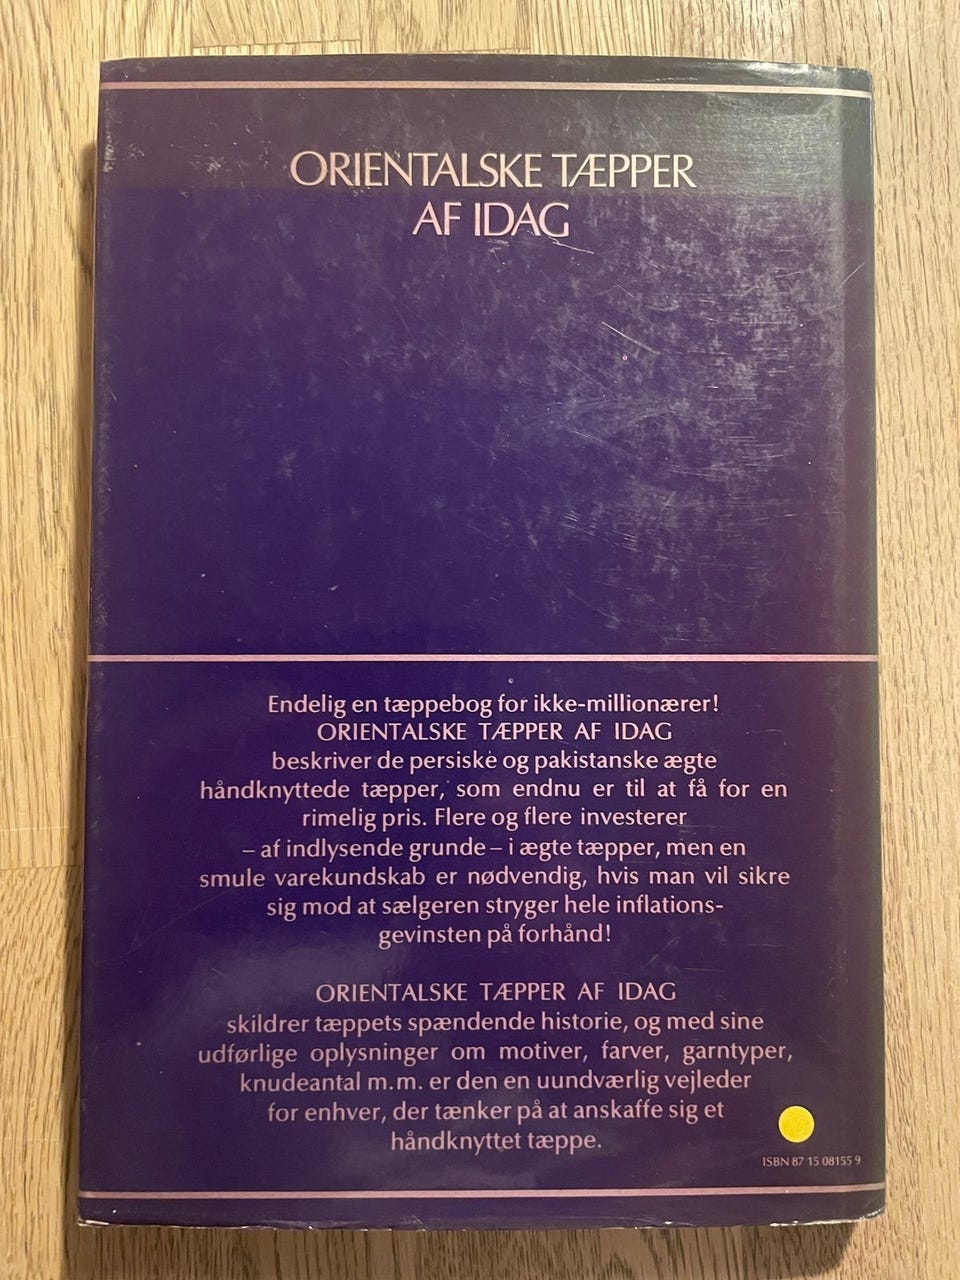 ORIENTALSKE TÆPPER
AF IDAG
Endelig en tæppebog for ikke-millionærer!
ORIENTALSKE TÆPPER AF IDAG
beskriver de persiske og pakistanske ægte
håndknyttede tæpper, som endnu er til at få for en
rimelig pris. Flere og flere investerer
– af indlysende grunde – i ægte tæpper, men en
smule varekundskab er nødvendig, hvis man vil sikre
sig mod at sælgeren stryger hele inflations-
gevinsten på forhånd!
ORIENTALSKE TÆPPER AF IDAG
skildrer tæppets spændende historie, og med sine
udførlige oplysninger om motiver, farver, garntyper,
knudeantal m.m. er den en uundværlig vejleder
for enhver, der tænker på at anskaffe sig et
håndknyttet tæppe.
ISBN 87 15 08155 9